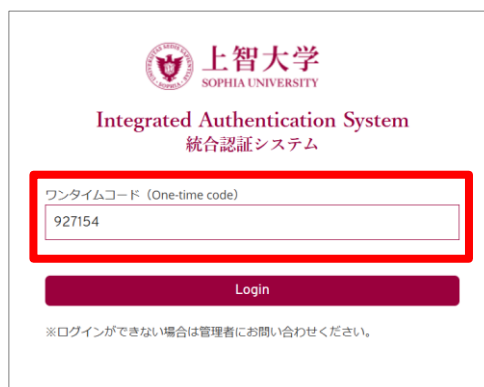 上智大学
SOPHIA UNIVERSITY
Integrated Authentication System
統合認証システム
ワンタイムコード（One-time code）
927154
Login
※ログインができない場合は管理者にお問い合わせください。